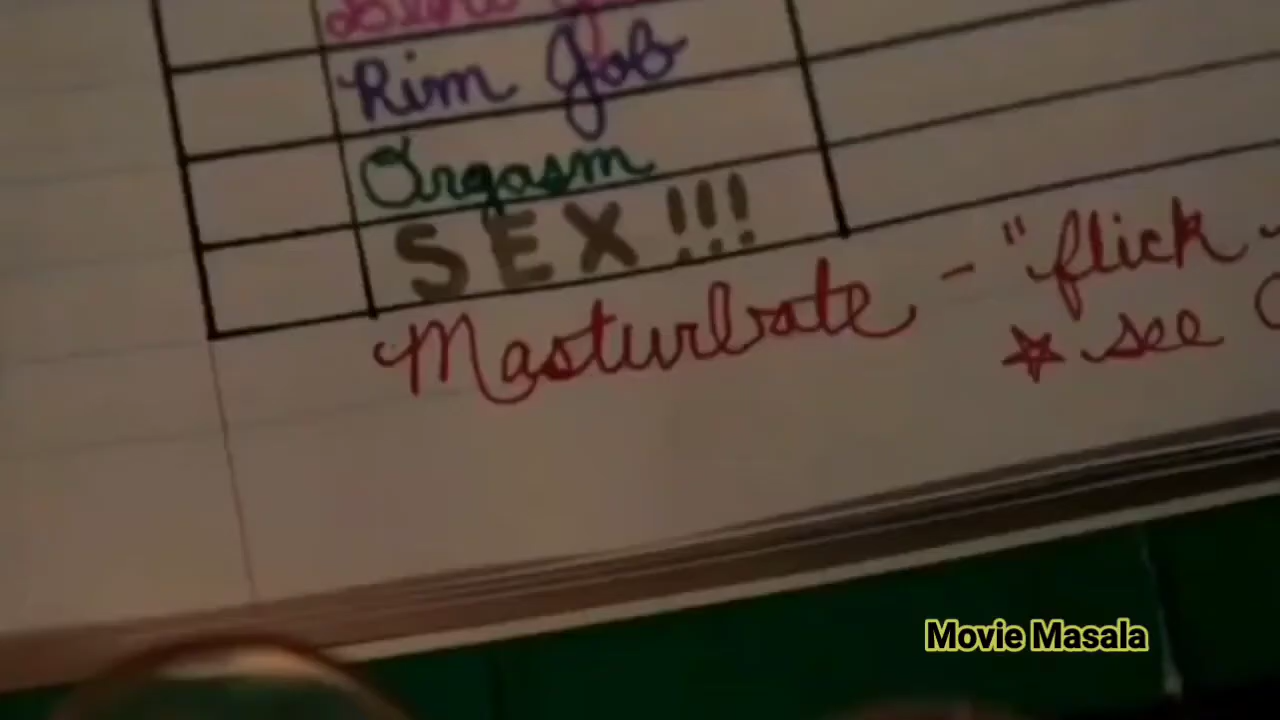 Rim Job
Orgasm
SEX!!!
Masturbate - "flick
☆ see
Movie Masala